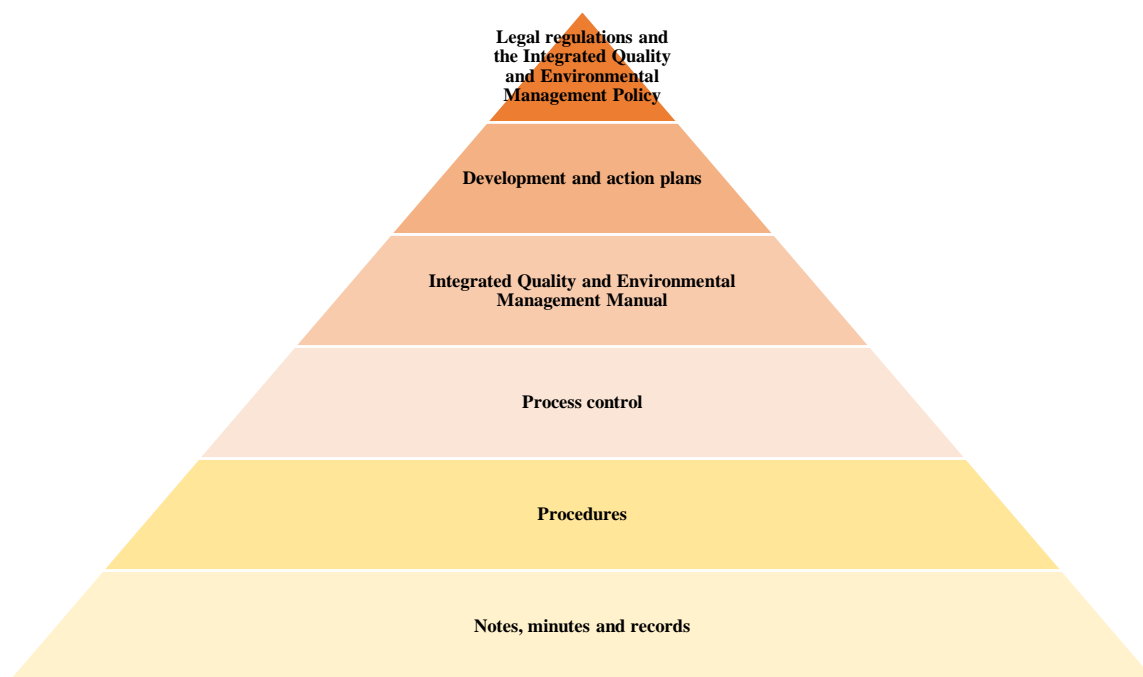 Legal regulations and
the Integrated Quality
and Environmental
Management Policy
Development and action plans
Integrated Quality and Environmental
Management Manual
Process control
Procedures
Notes, minutes and records